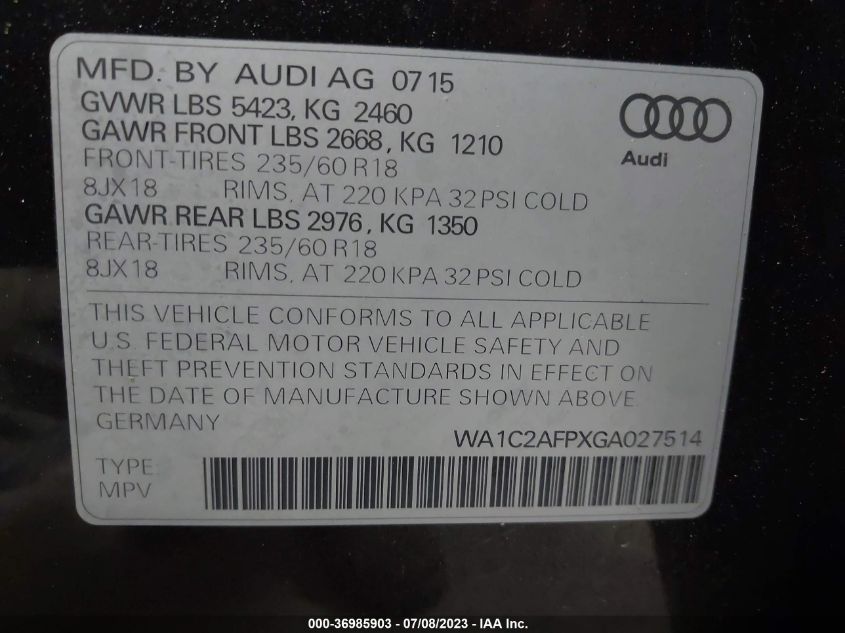 MFD. BY AUDI AG 07 15
GVWR LBS 5423, KG 2460
GAWR FRONT LBS 2668, KG 1210
FRONT-TIRES 235/60 R18
8JX18 RIMS, AT 220 KPA 32 PSI COLD
GAWR REAR LBS 2976, KG 1350
REAR-TIRES 235/60 R18
8JX18 RIMS, AT 220 KPA 32 PSI COLD
Audi
THIS VEHICLE CONFORMS TO ALL APPLICABLE
U.S. FEDERAL MOTOR VEHICLE SAFETY AND
THEFT PREVENTION STANDARDS IN EFFECT ON
THE DATE OF MANUFACTURE SHOWN ABOVE.
GERMANY
WA1C2AFPXGA027514
TYPE:
MPV
000-36985903 - 07/08/2023 - IAA Inc.